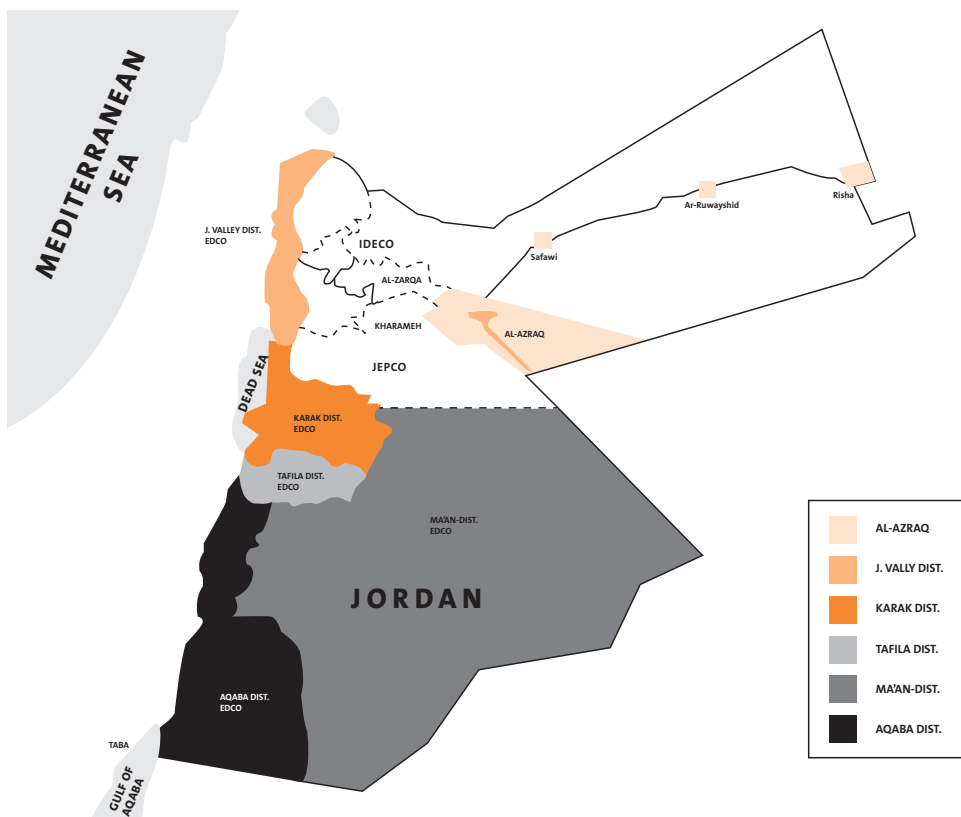 MEDITERRANEAN
SEA
J. VALLEY DIST.
EDCO
IDECO
AL-ZARQA
KHARAMEH
JEPCO
Safawi
Ar-Ruwayshid
Risha
AL-AZRAQ
DEAD SEA
KARAK DIST.
EDCO
TAFILA DIST.
EDCO
MA'AN-DIST.
EDCO
JORDAN
AQABA DIST.
EDCO
TABA
GULF OF
AQABA
AL-AZRAQ
J. VALLY DIST.
KARAK DIST.
TAFILA DIST.
MA'AN-DIST.
AQABA DIST.